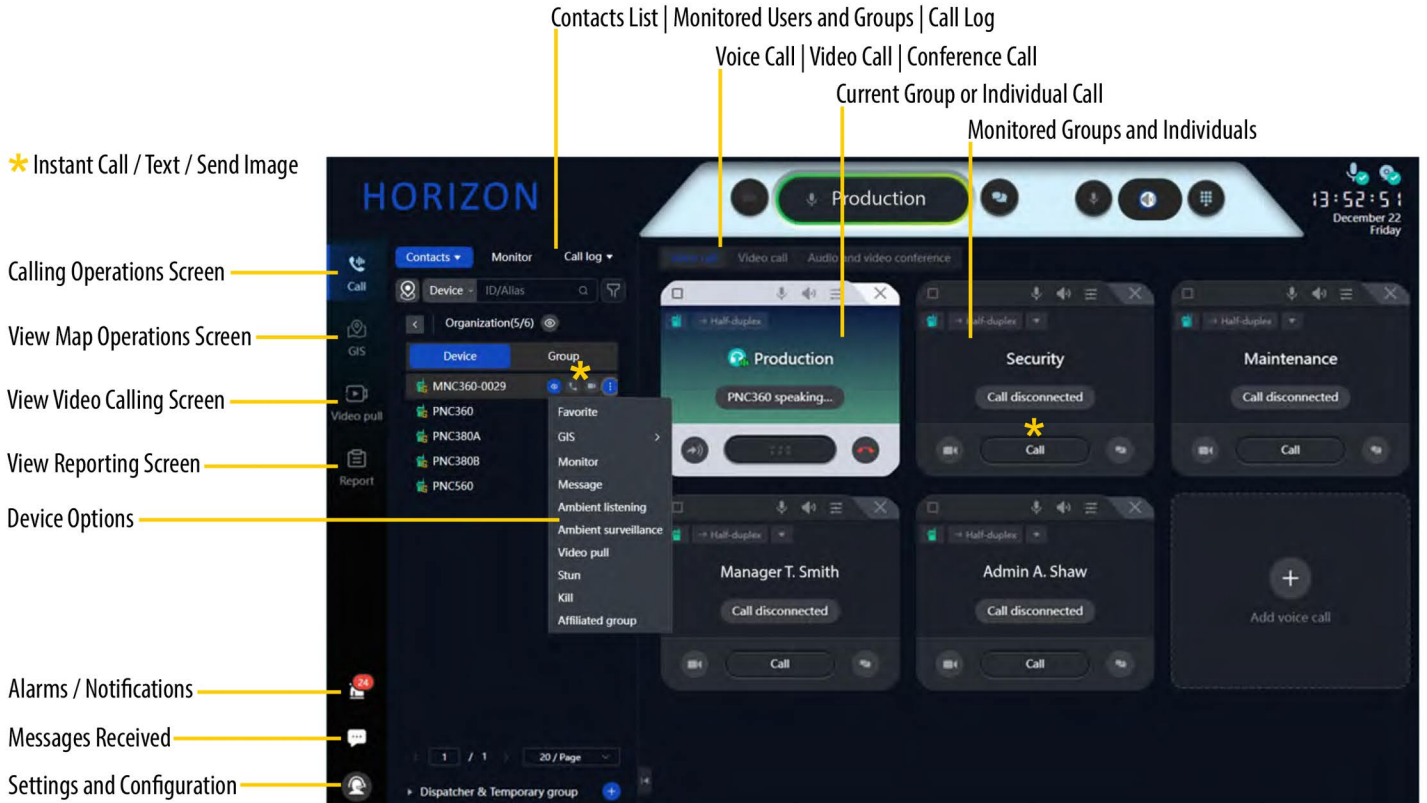 Contacts List | Monitored Users and Groups | Call Log
Voice Call | Video Call | Conference Call
Current Group or Individual Call
Monitored Groups and Individuals
* Instant Call / Text / Send Image
HORIZON
Production
13:52:51
December 22
Friday
Calling Operations Screen
View Map Operations Screen
View Video Calling Screen
View Reporting Screen
Device Options
Alarms / Notifications
Messages Received
Settings and Configuration
Call
GIS
Video pull
Report
24
Contacts
Monitor
Call log
Device
ID/Alias
Organization(5/6)
Device
Group
*
MNC360-0029
PNC360
PNC380A
PNC380B
PNC560
Favorite
GIS
Monitor
Message
Ambient listening
Ambient surveillance
Video pull
Stun
Kill
Affiliated group
1 / 1
20 / Page
Dispatcher & Temporary group
Video call
Audio and video conference
Half-duplex
Production
PNC360 speaking...
Half-duplex
Security
Call disconnected
*
Call
Half-duplex
Maintenance
Call disconnected
Call
Half-duplex
Manager T. Smith
Call disconnected
Call
Half-duplex
Admin A. Shaw
Call disconnected
Call
Add voice call